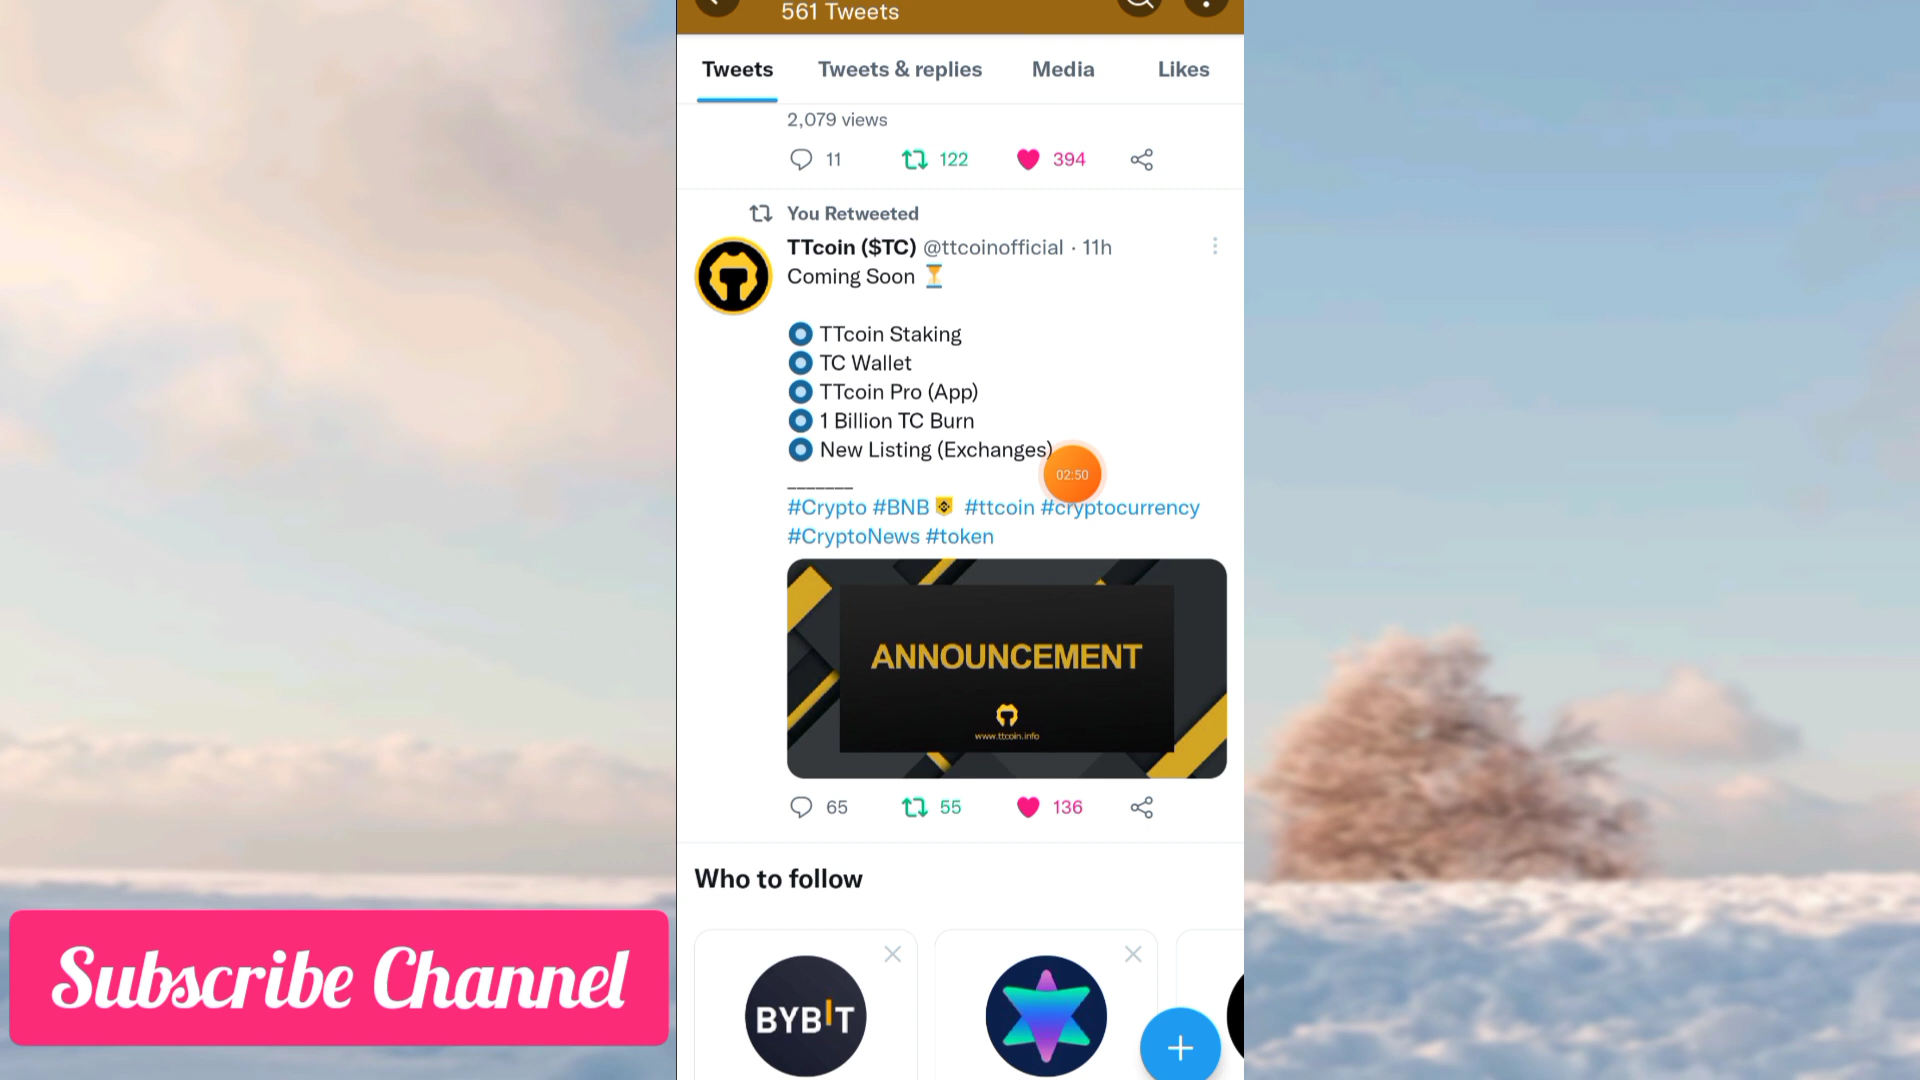 561 Tweets
Tweets Tweets & replies Media Likes
2,079 views
11 122 394
You Retweeted
TTcoin ($TC) @ttcoinofficial · 11h
Coming Soon ⏳
TTcoin Staking
TC Wallet
TTcoin Pro (App)
1 Billion TC Burn
New Listing (Exchanges)
02:50
_______
#Crypto #BNB #ttcoin #cryptocurrency
#CryptoNews #token
ANNOUNCEMENT
www.ttcoin.info
65 55 136
Who to follow
BYBIT
Subscribe Channel